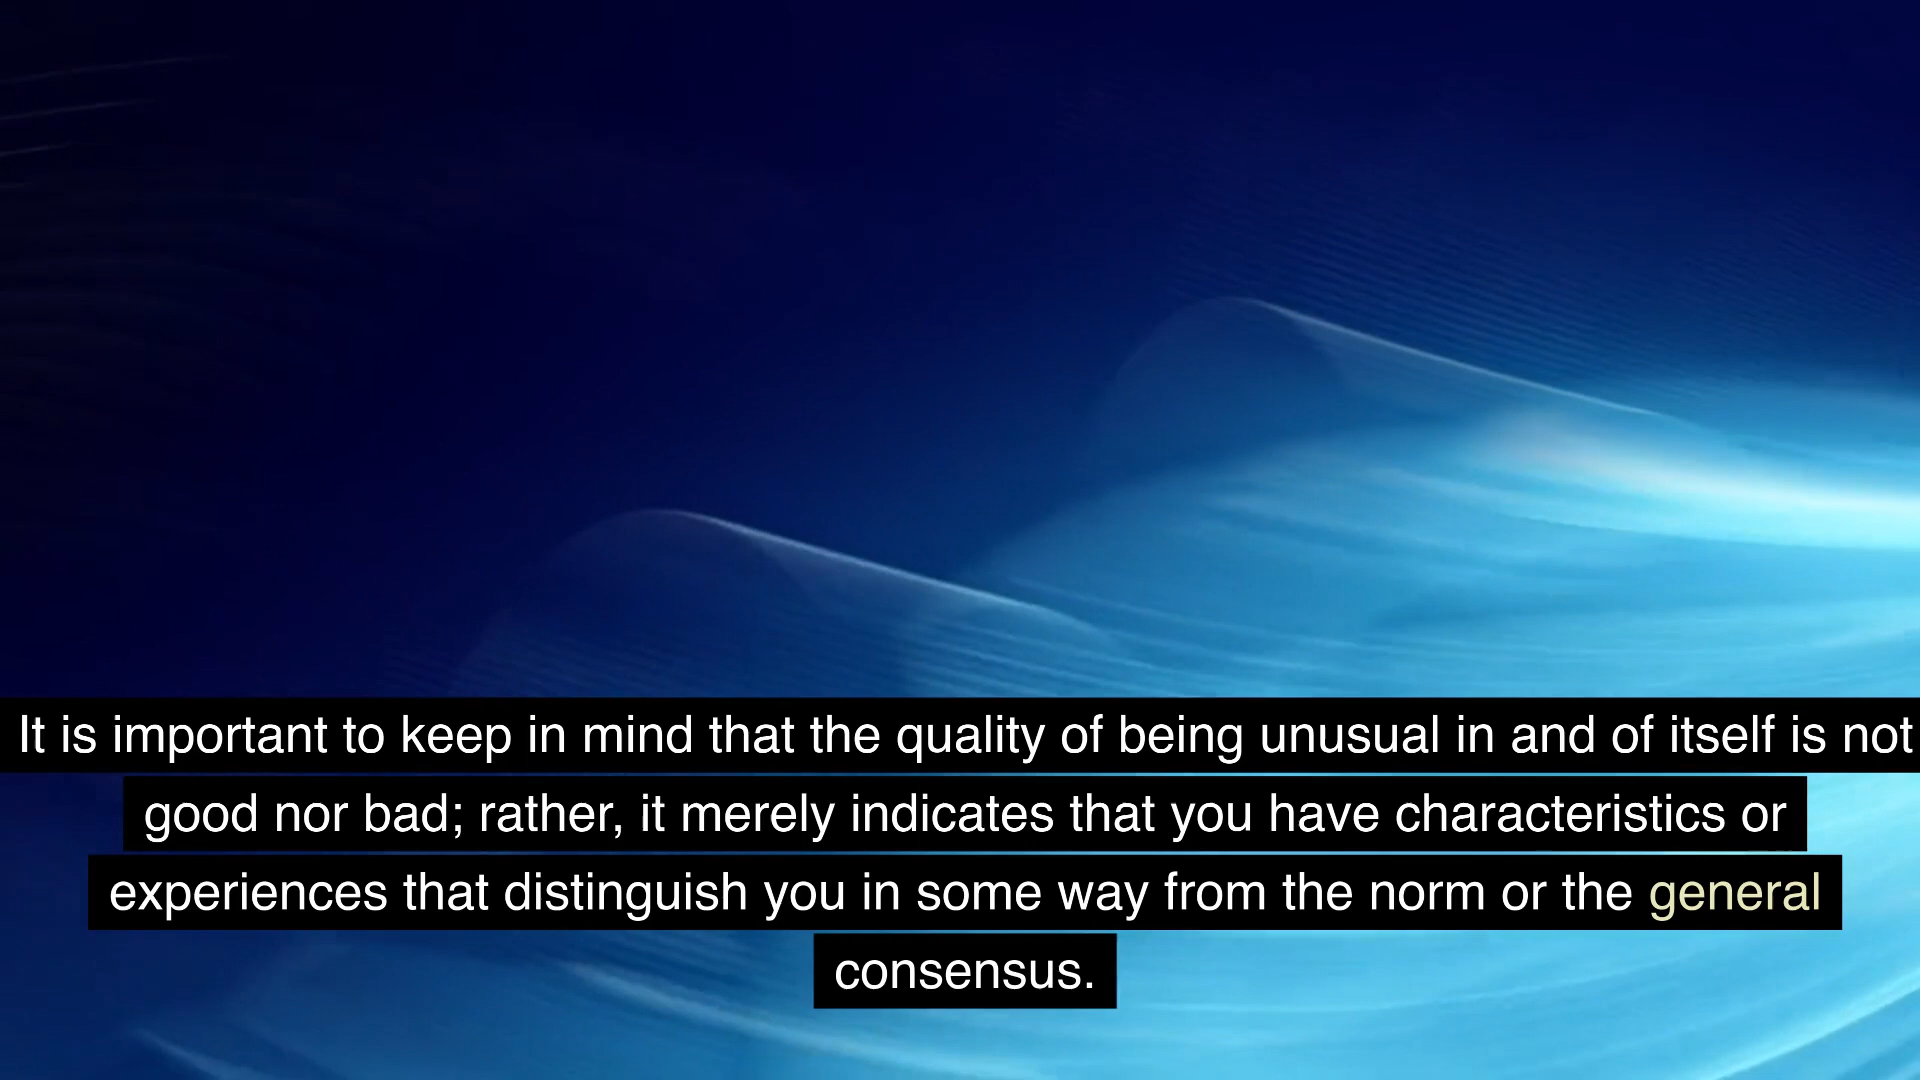 It is important to keep in mind that the quality of being unusual in and of itself is not
good nor bad; rather, it merely indicates that you have characteristics or
experiences that distinguish you in some way from the norm or the general
consensus.